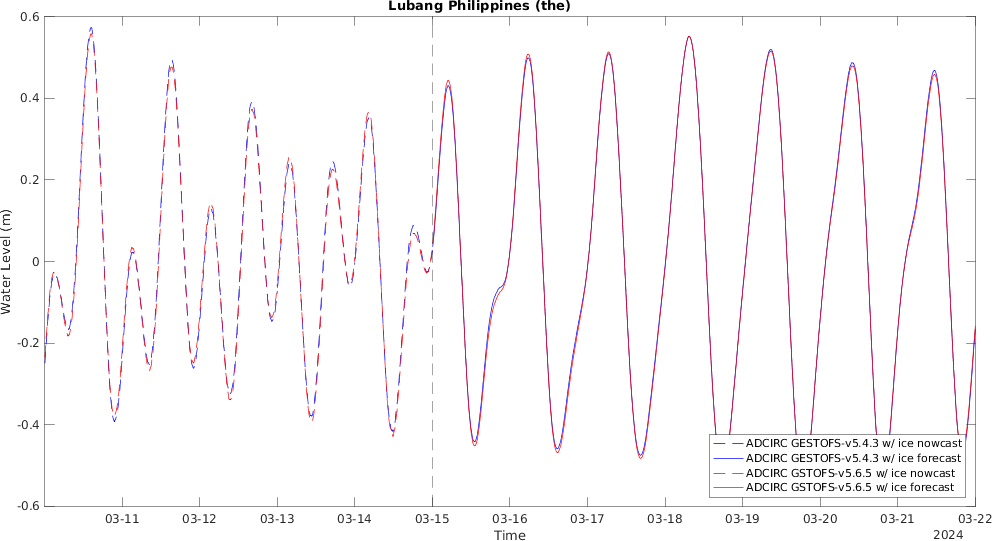 Lubang Philippines (the)
0.6
0.4
0.2
0
-0.2
-0.4
-0.6
Water Level (m)
ADCIRC GESTOFS-v5.4.3 w/ ice nowcast
ADCIRC GESTOFS-v5.4.3 w/ ice forecast
ADCIRC GSTOFS-v5.6.5 w/ ice nowcast
ADCIRC GSTOFS-v5.6.5 w/ ice forecast
03-11 03-12 03-13 03-14 03-15 03-16 03-17 03-18 03-19 03-20 03-21 03-22
Time
2024